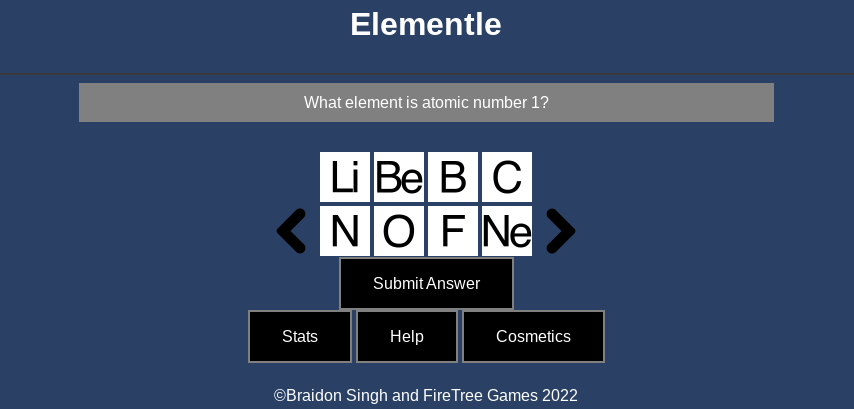 Elementle
What element is atomic number 1?
Li Be B C
N O F Ne
Submit Answer
Stats Help Cosmetics
©Braidon Singh and FireTree Games 2022